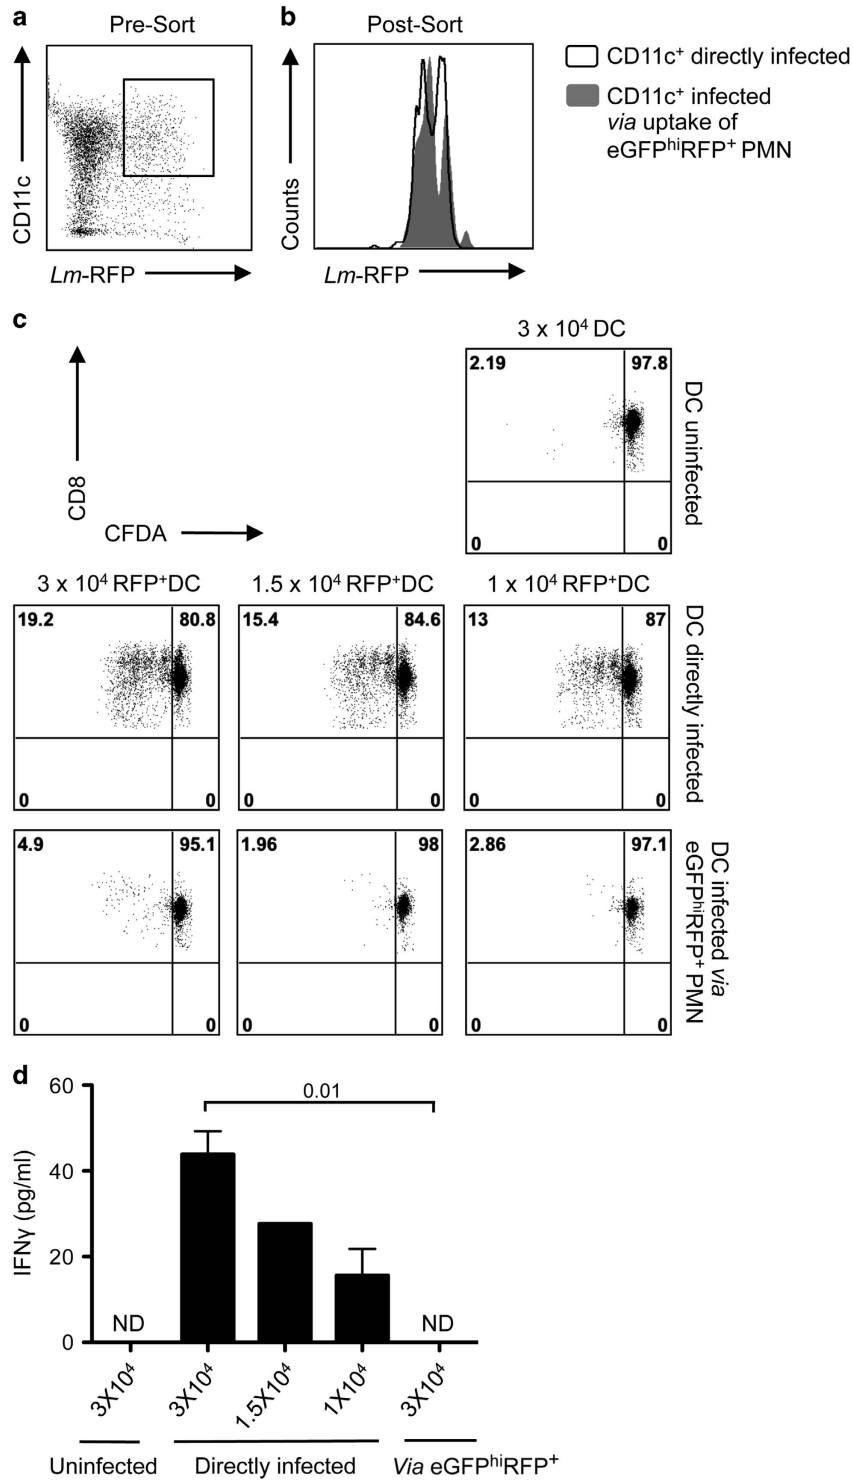 a
Pre-Sort
CD11c
Lm-RFP
b
Post-Sort
Counts
Lm-RFP
CD11c⁺ directly infected
CD11c⁺ infected
via uptake of
eGFPʰⁱRFP⁺ PMN
c
CD8
CFDA
3 x 10⁴ DC
2.19 97.8
0 0
DC uninfected
3 x 10⁴ RFP⁺DC 1.5 x 10⁴ RFP⁺DC 1 x 10⁴ RFP⁺DC
19.2 80.8 15.4 84.6 13 87
0 0 0 0 0 0
DC directly infected
4.9 95.1 1.96 98 2.86 97.1
0 0 0 0 0 0
DC infected via
eGFPʰⁱRFP⁺ PMN
d
IFNγ (pg/ml)
60
40
20
0
0.01
ND
ND
3X10⁴ 3X10⁴ 1.5X10⁴ 1X10⁴ 3X10⁴
Uninfected Directly infected Via eGFPʰⁱRFP⁺